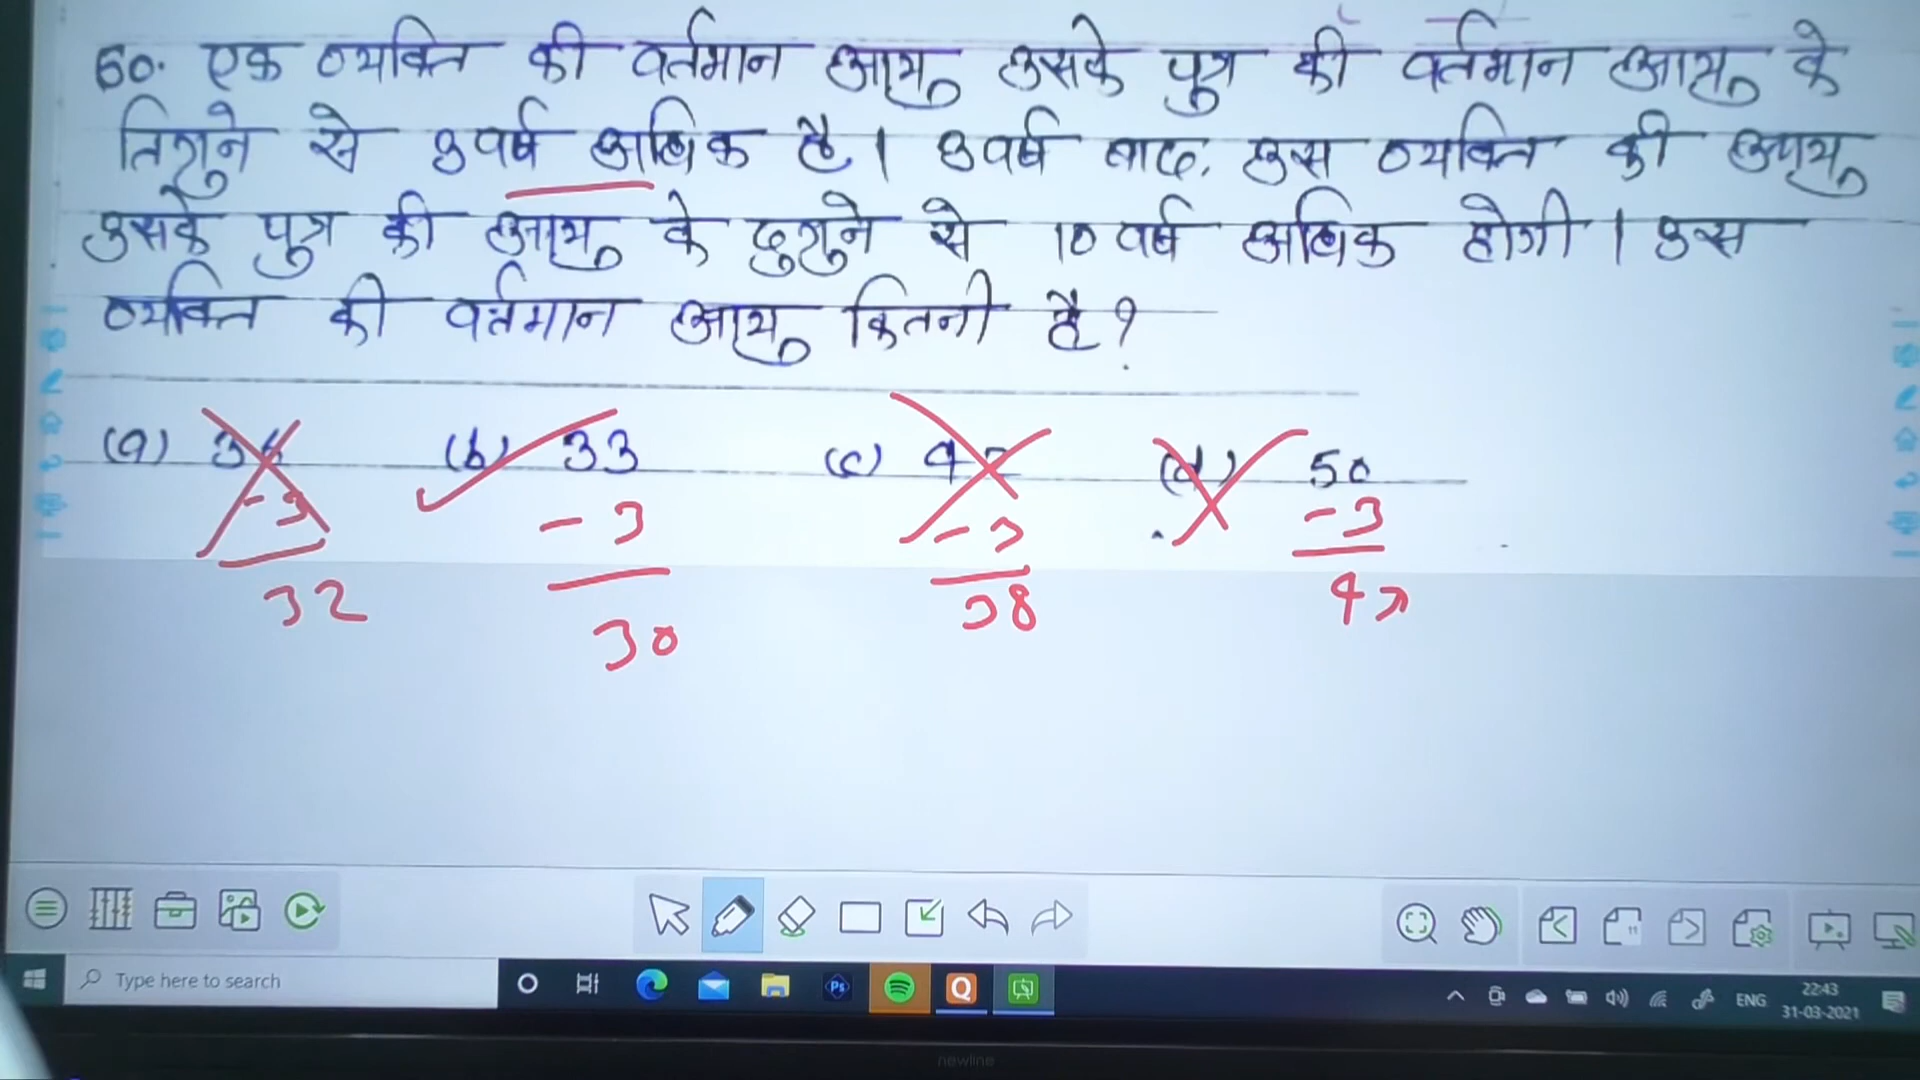 60. एक व्यक्ति की वर्तमान आयु उसके पुत्र की वर्तमान आयु के
तिगुने से 3 वर्ष अधिक है। 3 वर्ष बाद, उस व्यक्ति की आयु
उसके पुत्र की आयु के दुगुने से 10 वर्ष अधिक होगी। उस
व्यक्ति की वर्तमान आयु कितनी है?
(a) (b) 33 (c) (d) 50
-3 -3 -3 -3
32 30 38 47
Type here to search
ENG
22:43
31-03-2021
newline